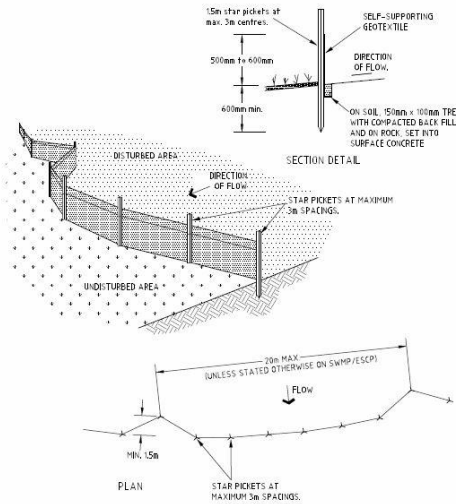 1.5m star pickets at
max. 3m centres.
SELF-SUPPORTING
GEOTEXTILE
500mm to 600mm
DIRECTION
OF FLOW.
600mm min.
ON SOIL, 150mm x 100mm TRE
WITH COMPACTED BACK FILL
AND ON ROCK, SET INTO
SURFACE CONCRETE
SECTION DETAIL
DISTURBED AREA
DIRECTION
OF FLOW
STAR PICKETS AT MAXIMUM
3m SPACINGS.
UNDISTURBED AREA
20m MAX
(UNLESS STATED OTHERWISE ON SWMP/ESCP)
FLOW
MIN. 1.5m
STAR PICKETS AT
MAXIMUM 3m SPACINGS.
PLAN